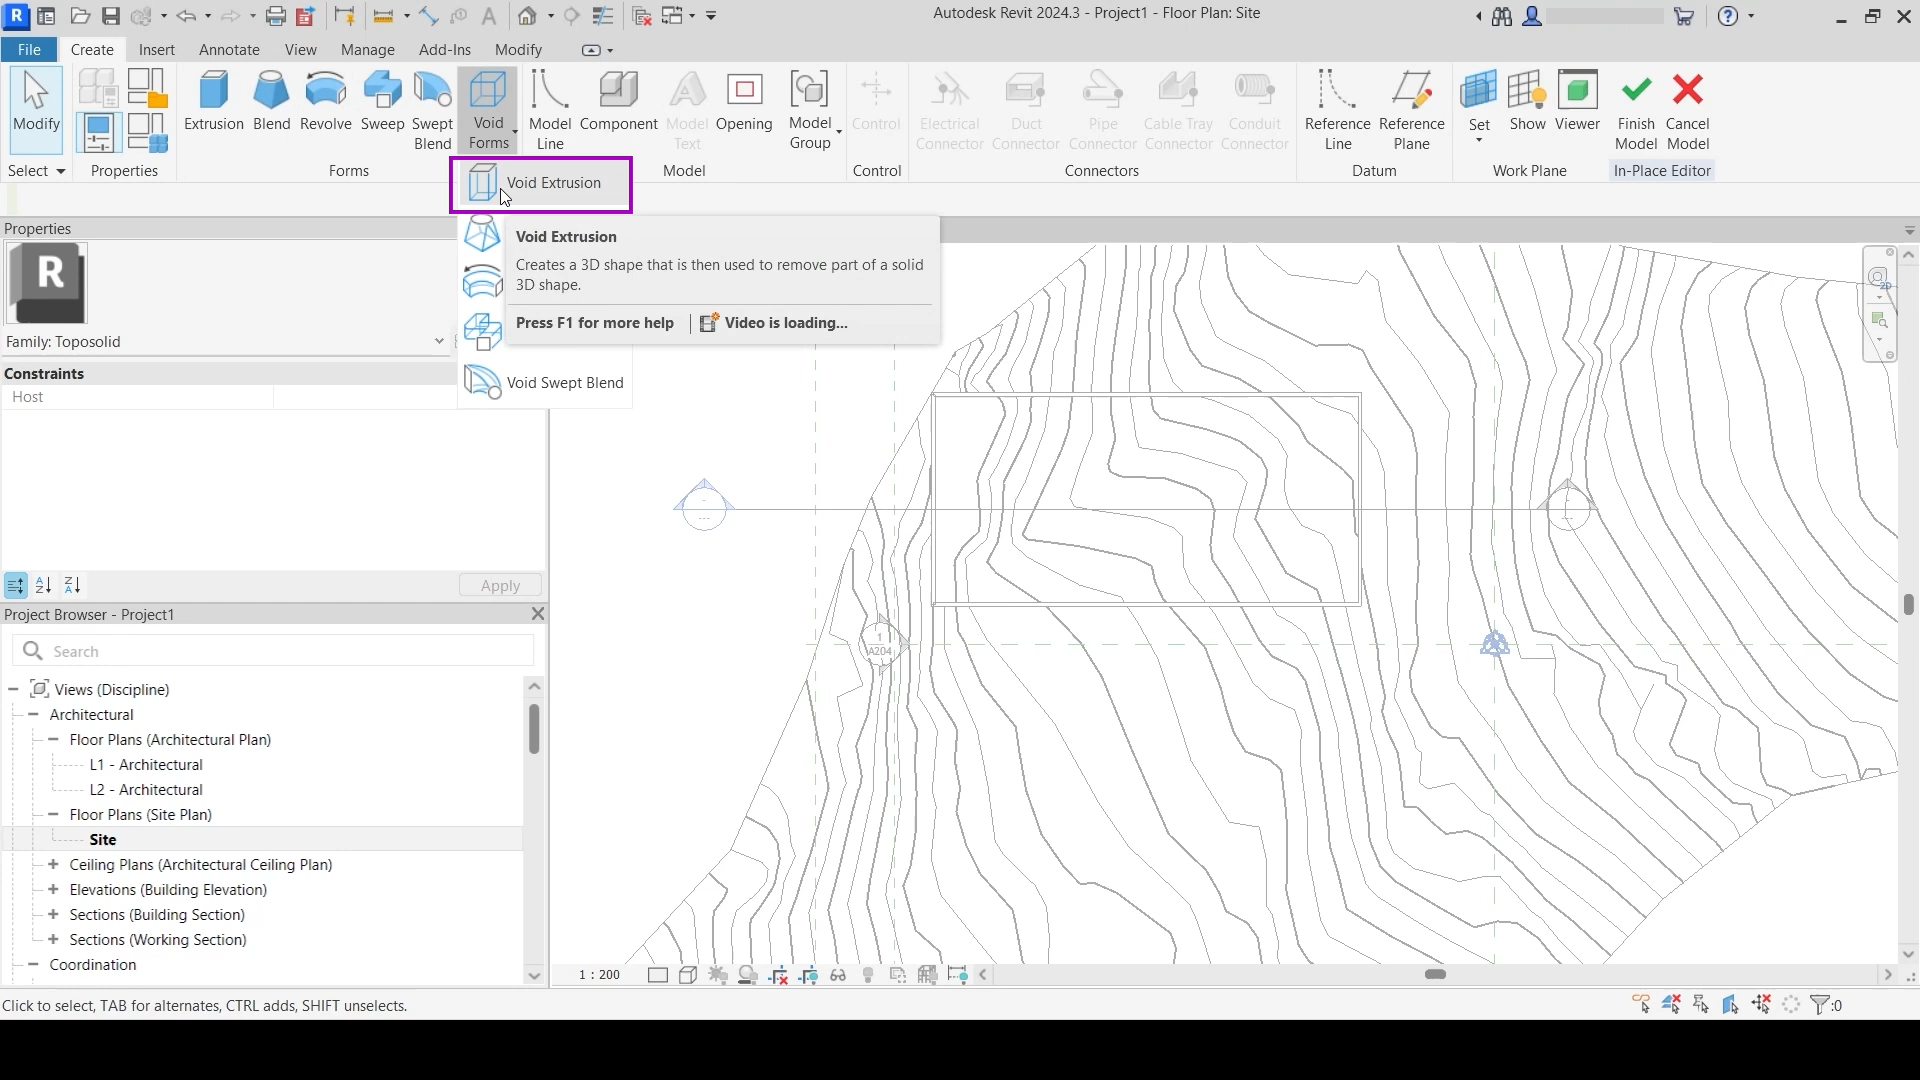 Autodesk Revit 2024.3 - Project1 - Floor Plan: Site
File
Create
Insert
Annotate
View
Manage
Add-Ins
Modify
Modify
Extrusion
Blend
Revolve
Sweep
Swept
Blend
Void
Forms
Model
Line
Component
Model
Text
Opening
Model
Group
Control
Electrical
Connector
Duct
Connector
Pipe
Connector
Cable Tray
Connector
Conduit
Connector
Reference
Line
Reference
Plane
Set
Show
Viewer
Finish
Model
Cancel
Model
Select
Properties
Forms
Model
Control
Connectors
Datum
Work Plane
In-Place Editor
Void Extrusion
Void Extrusion
Creates a 3D shape that is then used to remove part of a solid
3D shape.
Press F1 for more help
Video is loading...
Void Swept Blend
Properties
R
Family: Toposolid
Constraints
Host
Apply
Project Browser - Project1
Search
Views (Discipline)
Architectural
Floor Plans (Architectural Plan)
L1 - Architectural
L2 - Architectural
Floor Plans (Site Plan)
Site
Ceiling Plans (Architectural Ceiling Plan)
Elevations (Building Elevation)
Sections (Building Section)
Sections (Working Section)
Coordination
1
A204
2D
1 : 200
Click to select, TAB for alternates, CTRL adds, SHIFT unselects.
:0